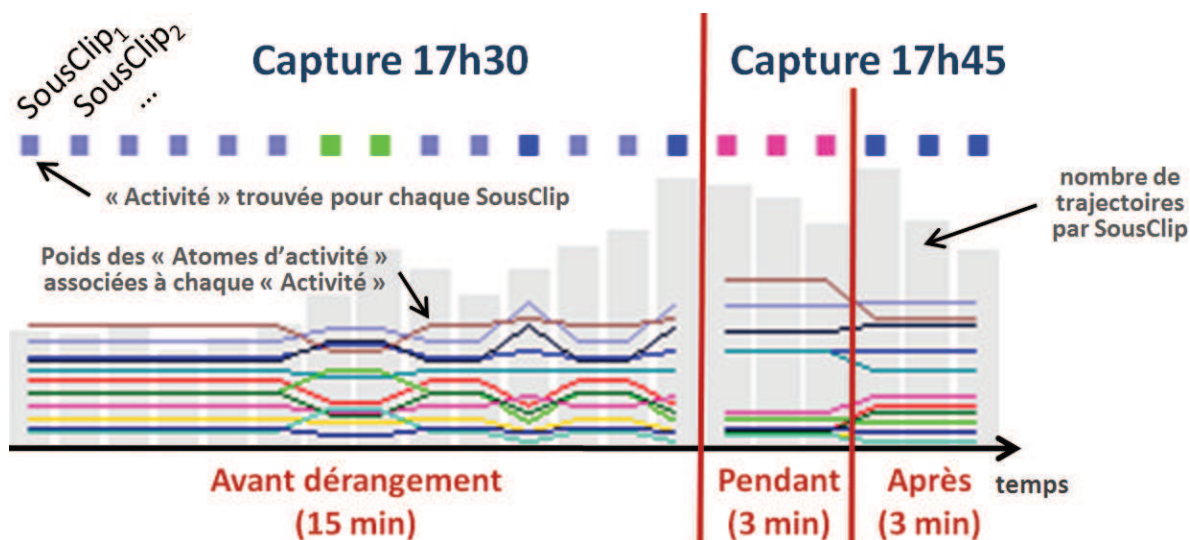 SousClip1
SousClip2
...
Capture 17h30
Capture 17h45
« Activité » trouvée pour chaque SousClip
nombre de
trajectoires
par SousClip
Poids des « Atomes d'activité »
associées à chaque « Activité »
Avant dérangement
(15 min)
Pendant
(3 min)
Après
(3 min)
temps